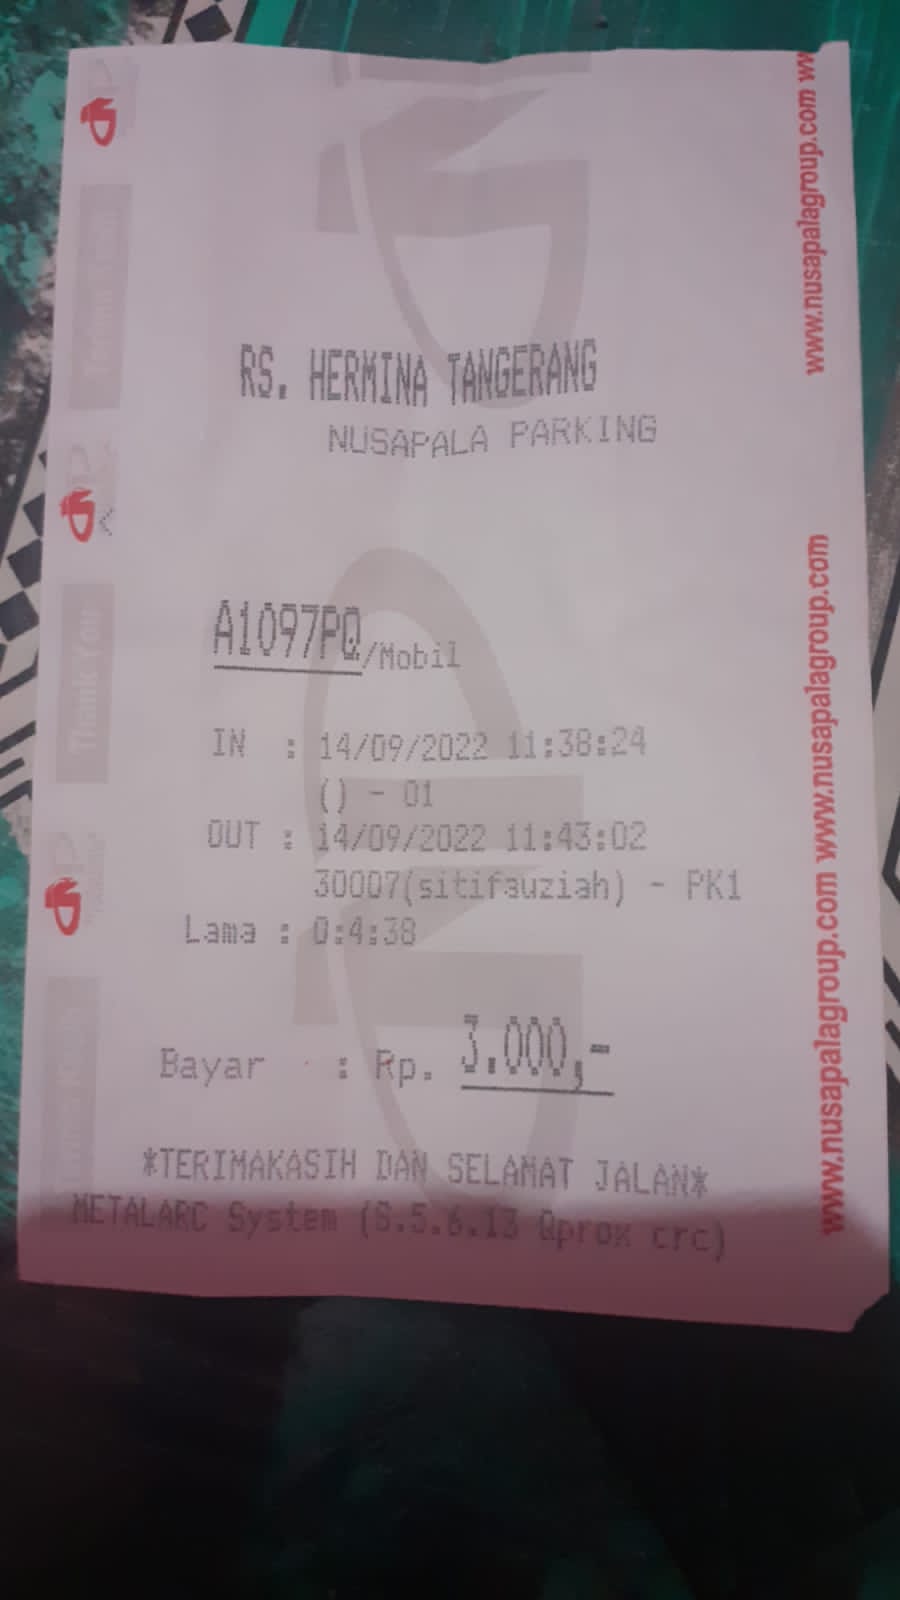 RS. HERMINA TANGERANG
NUSAPALA PARKING
A1097PQ/Mobil
IN : 14/09/2022 11:38:24
() - 01
OUT : 14/09/2022 11:43:02
30007(sitifauziah) - PK1
Lama : 0:4:38
Bayar : Rp. 3.000,-
*TERIMAKASIH DAN SELAMAT JALAN*
METALARC System (S.5.6.13 Qprox crc)
Thank You
www.nusapalagroup.com www.nusapalagroup.com
www.nusapalagroup.com